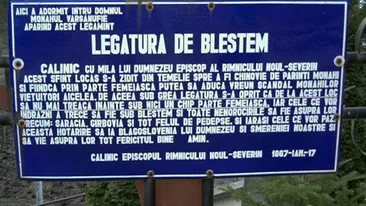 AICI A ADORMIT INTRU DOMNUL
MONAHUL VARSANUFIE
APARIND ACEST LEGAMINT
LEGATURA DE BLESTEM
CALINIC CU MILA LUI DUMNEZEU EPISCOP AL RIMNICULUI NOUL-SEVERIN
ACEST SFINT LOCAS S-A ZIDIT DIN TEMELIE SPRE A FI CHINOVIE DE PARINTI MONAHI
SI FIINDCA PRIN PARTE FEMEIASCA PUTEA SA ADUCA VREUN SCANDAL MONAHILOR
VIETUITORI AICEI, DE ACEEA SUB GREA LEGATURA S-A OPRIT CA DE LA ACEST LOC
SA NU MAI TREACA INAINTE SUB NICI UN CHIP PARTE FEMEIASCA, IAR CELE CE VOR
INDRAZNI A TRECE SA FIE SUB BLESTEM SI TOATE NENOROCIRILE SA FIE ASUPRA LOR
PRECUM: SARACIA, GIRBOVIA SI TOT FELUL DE PEDEPSE. SI IARASI CELE CE VOR PAZI
ACEASTA HOTARIRE SA IA BLAGOSLOVENIA LUI DUMNEZEU SI SMERENIEI NOASTRE SI
SA VIE ASUPRA LOR TOT FERICITUL BINE AMIN.
CALINIC EPISCOPUL RIMNICULUI NOUL-SEVERIN 1867-IAN.-17